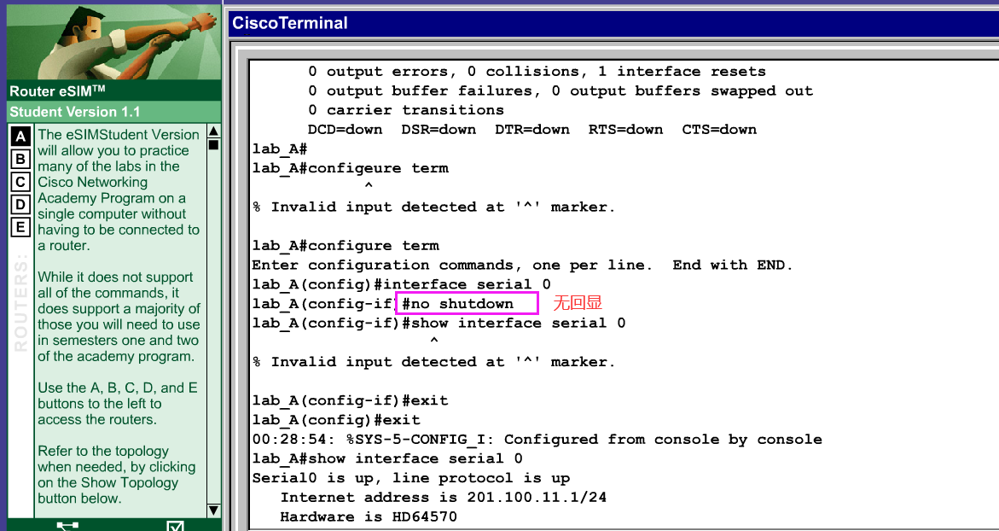 Router eSIM™
Student Version 1.1
A
B
C
D
E
ROUTERS:
The eSIMStudent Version
will allow you to practice
many of the labs in the
Cisco Networking
Academy Program on a
single computer without
having to be connected to
a router.
While it does not support
all of the commands, it
does support a majority of
those you will need to use
in semesters one and two
of the academy program.
Use the A, B, C, D, and E
buttons to the left to
access the routers.
Refer to the topology
when needed, by clicking
on the Show Topology
button below.
CiscoTerminal
0 output errors, 0 collisions, 1 interface resets
0 output buffer failures, 0 output buffers swapped out
0 carrier transitions
DCD=down DSR=down DTR=down RTS=down CTS=down
lab_A#
lab_A#configeure term
^
% Invalid input detected at '^' marker.
lab_A#configure term
Enter configuration commands, one per line. End with END.
lab_A(config)#interface serial 0
lab_A(config-if)#no shutdown 无回显
lab_A(config-if)#show interface serial 0
^
% Invalid input detected at '^' marker.
lab_A(config-if)#exit
lab_A(config)#exit
00:28:54: %SYS-5-CONFIG_I: Configured from console by console
lab_A#show interface serial 0
Serial0 is up, line protocol is up
Internet address is 201.100.11.1/24
Hardware is HD64570